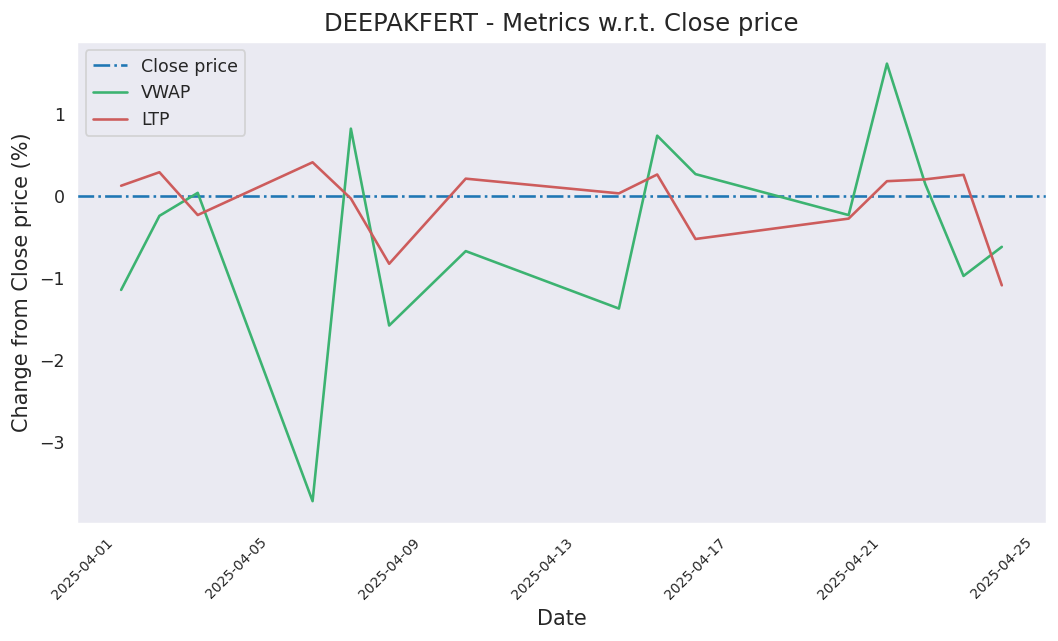 DEEPAKFERT - Metrics w.r.t. Close price
Close price
VWAP
LTP
Change from Close price (%)
1
0
−1
−2
−3
2025-04-01
2025-04-05
2025-04-09
2025-04-13
2025-04-17
2025-04-21
2025-04-25
Date